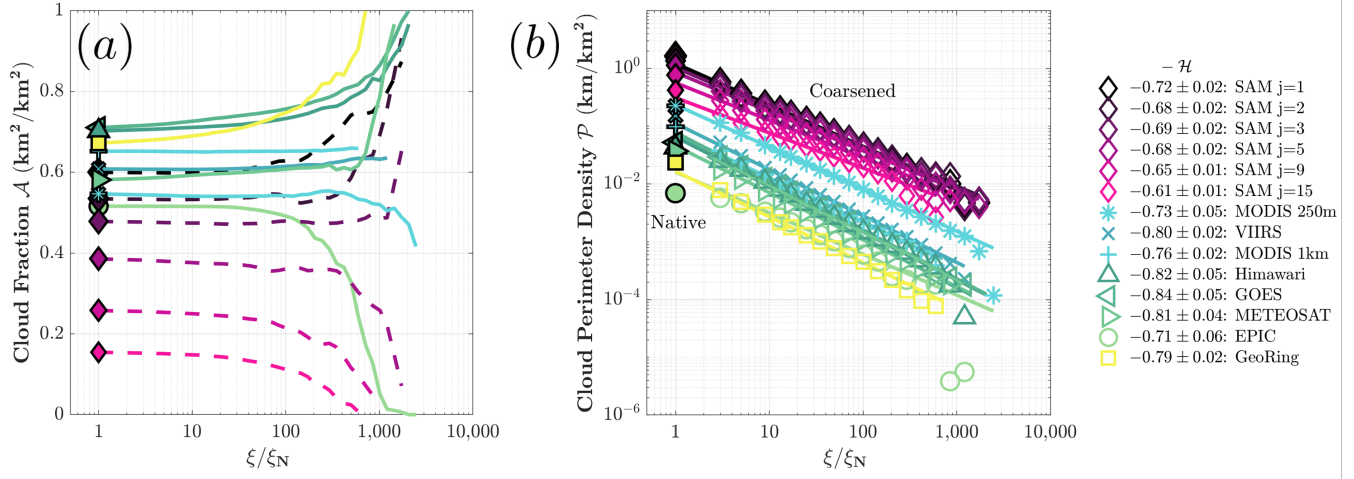 (a)
Cloud Fraction 𝒜 (km²/km²)
1
0.8
0.6
0.4
0.2
0
1
10
100
1,000
10,000
ξ/ξ_N
(b)
Cloud Perimeter Density 𝒫 (km/km²)
10⁰
10⁻²
10⁻⁴
10⁻⁶
Coarsened
Native
1
10
100
1,000
10,000
ξ/ξ_N
− ℋ
−0.72 ± 0.02: SAM j=1
−0.68 ± 0.02: SAM j=2
−0.69 ± 0.02: SAM j=3
−0.68 ± 0.02: SAM j=5
−0.65 ± 0.01: SAM j=9
−0.61 ± 0.01: SAM j=15
−0.73 ± 0.05: MODIS 250m
−0.80 ± 0.02: VIIRS
−0.76 ± 0.02: MODIS 1km
−0.82 ± 0.05: Himawari
−0.84 ± 0.05: GOES
−0.81 ± 0.04: METEOSAT
−0.71 ± 0.06: EPIC
−0.79 ± 0.02: GeoRing